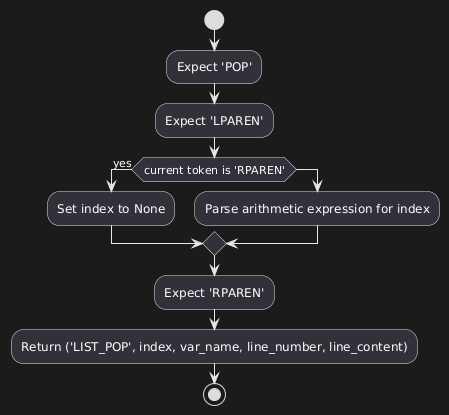 Expect 'POP'
Expect 'LPAREN'
yes
current token is 'RPAREN'
Set index to None
Parse arithmetic expression for index
Expect 'RPAREN'
Return ('LIST_POP', index, var_name, line_number, line_content)